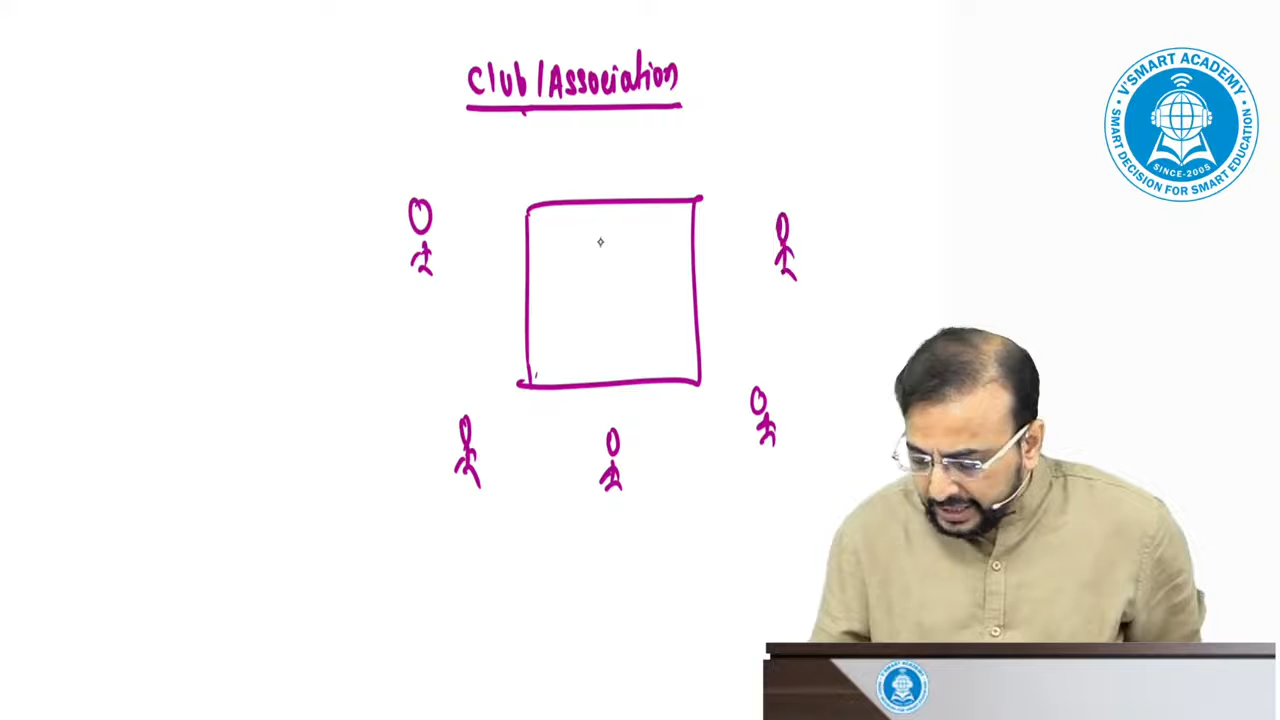 Club/Association
V'SMART ACADEMY
SINCE-2005
SMART DECISION FOR SMART EDUCATION